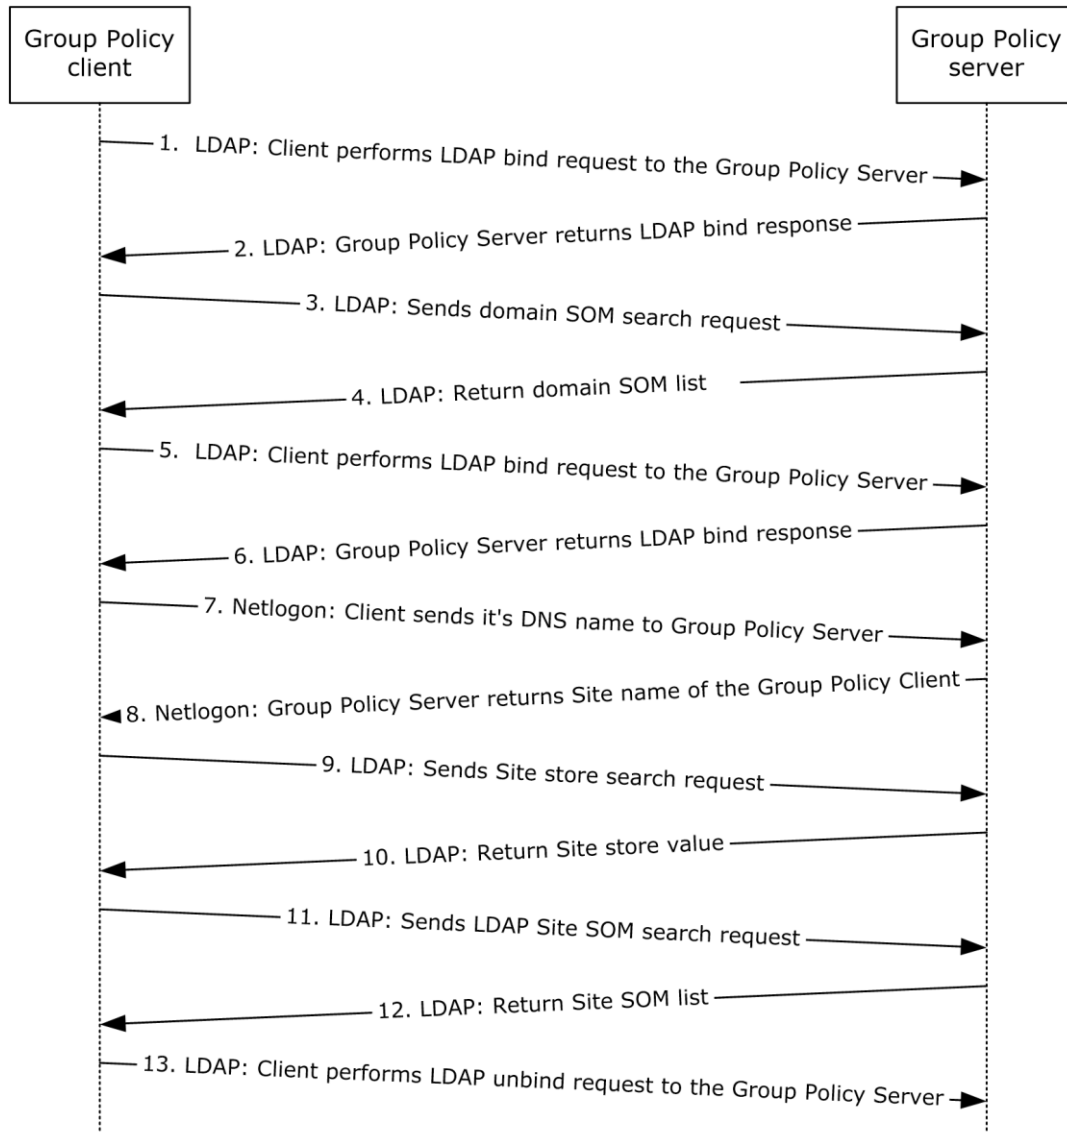 Group Policy
client
Group Policy
server
1.  LDAP: Client performs LDAP bind request to the Group Policy Server
2. LDAP: Group Policy Server returns LDAP bind response
3. LDAP: Sends domain SOM search request
4. LDAP: Return domain SOM list
5.  LDAP: Client performs LDAP bind request to the Group Policy Server
6. LDAP: Group Policy Server returns LDAP bind response
7. Netlogon: Client sends it's DNS name to Group Policy Server
8. Netlogon: Group Policy Server returns Site name of the Group Policy Client
9. LDAP: Sends Site store search request
10. LDAP: Return Site store value
11. LDAP: Sends LDAP Site SOM search request
12. LDAP: Return Site SOM list
13. LDAP: Client performs LDAP unbind request to the Group Policy Server